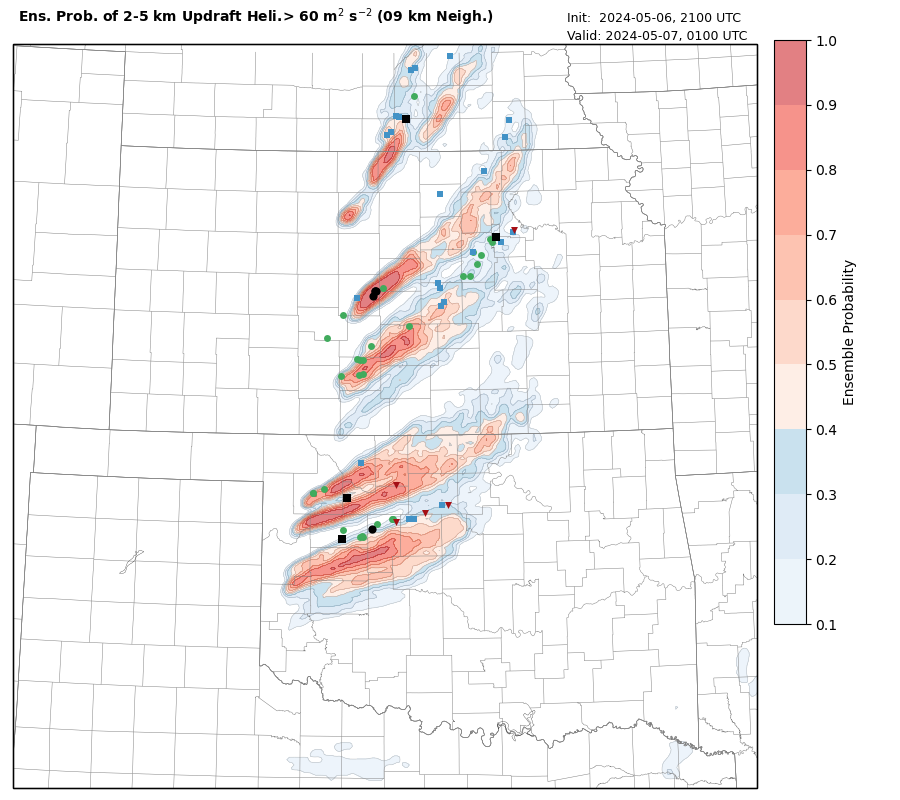 Ens. Prob. of 2-5 km Updraft Heli.> 60 m² s⁻² (09 km Neigh.)
Init: 2024-05-06, 2100 UTC
Valid: 2024-05-07, 0100 UTC
1.0
0.9
0.8
0.7
0.6
0.5
0.4
0.3
0.2
0.1
Ensemble Probability